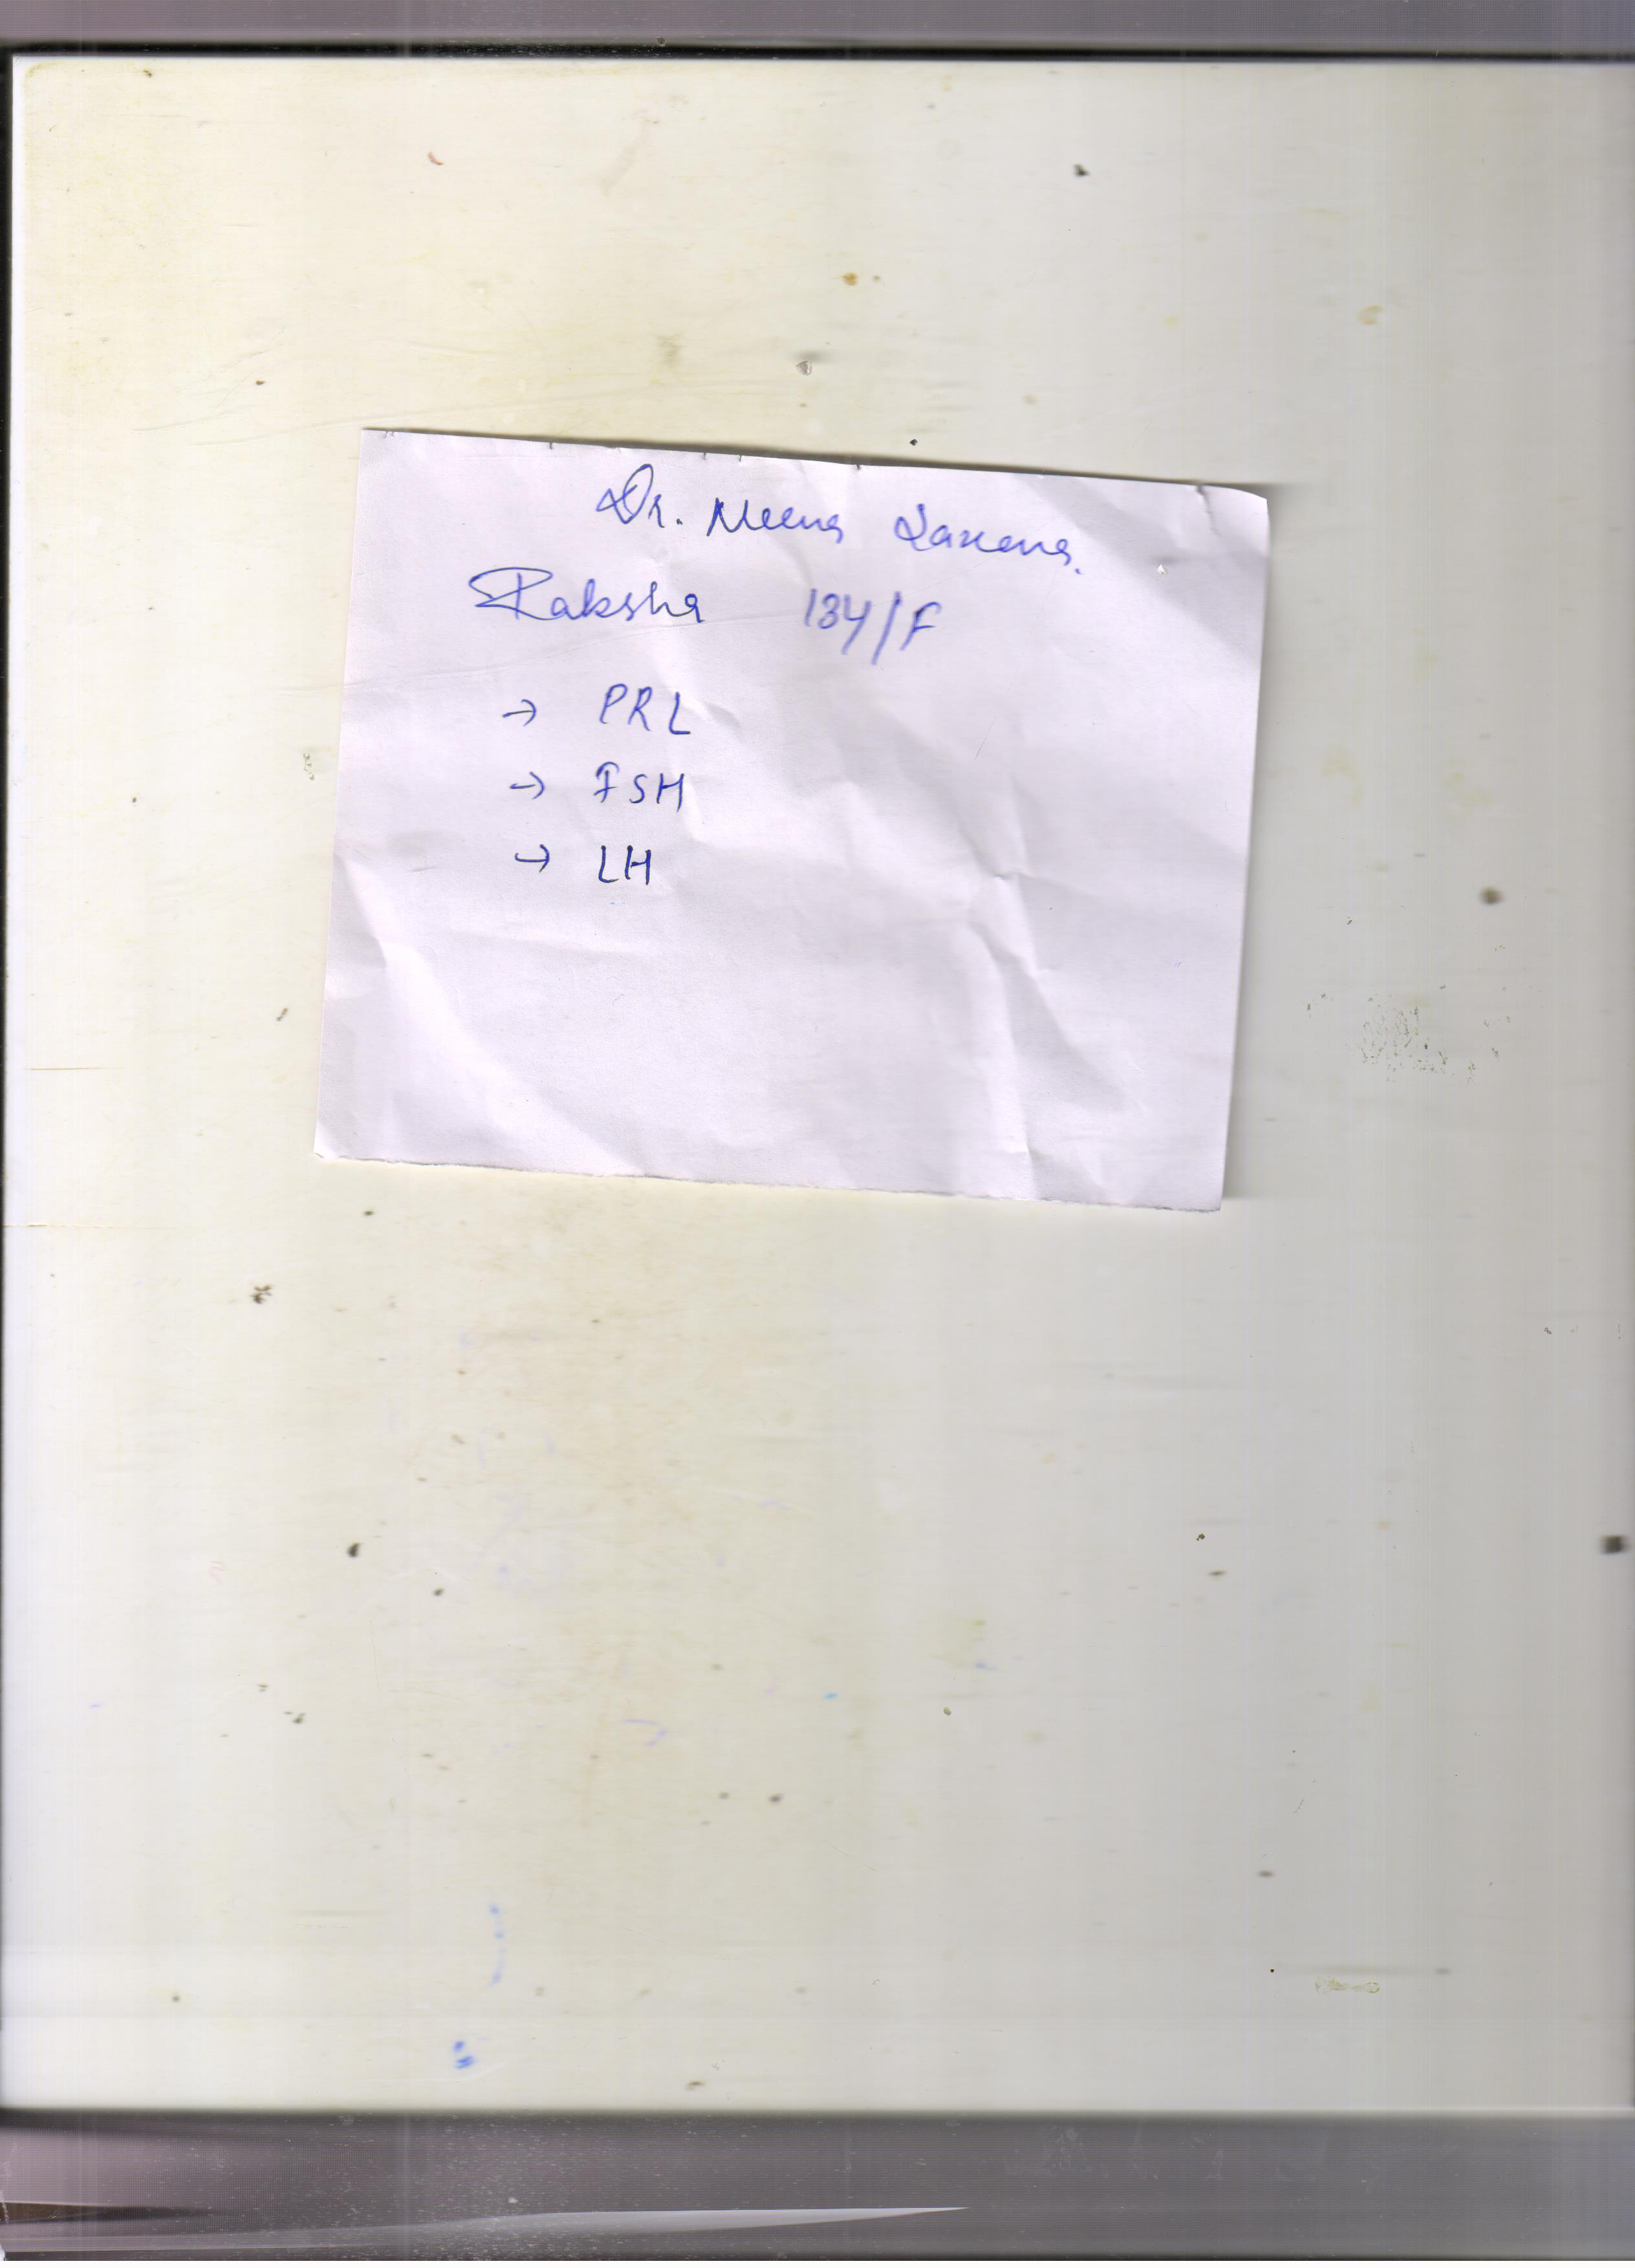 Dr. Meena Saxena.
Raksha 134/F
→ PRL
→ FSH
→ LH